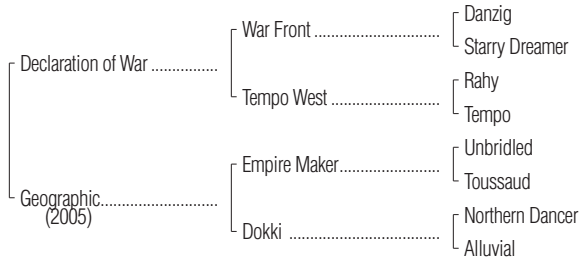 Danzig
War Front ..................
Starry Dreamer
Declaration of War ................
Rahy
Tempo West ..........................
Tempo
Unbridled
Empire Maker........................
Toussaud
Geographic............................
(2005)
Northern Dancer
Dokki ....................................
Alluvial